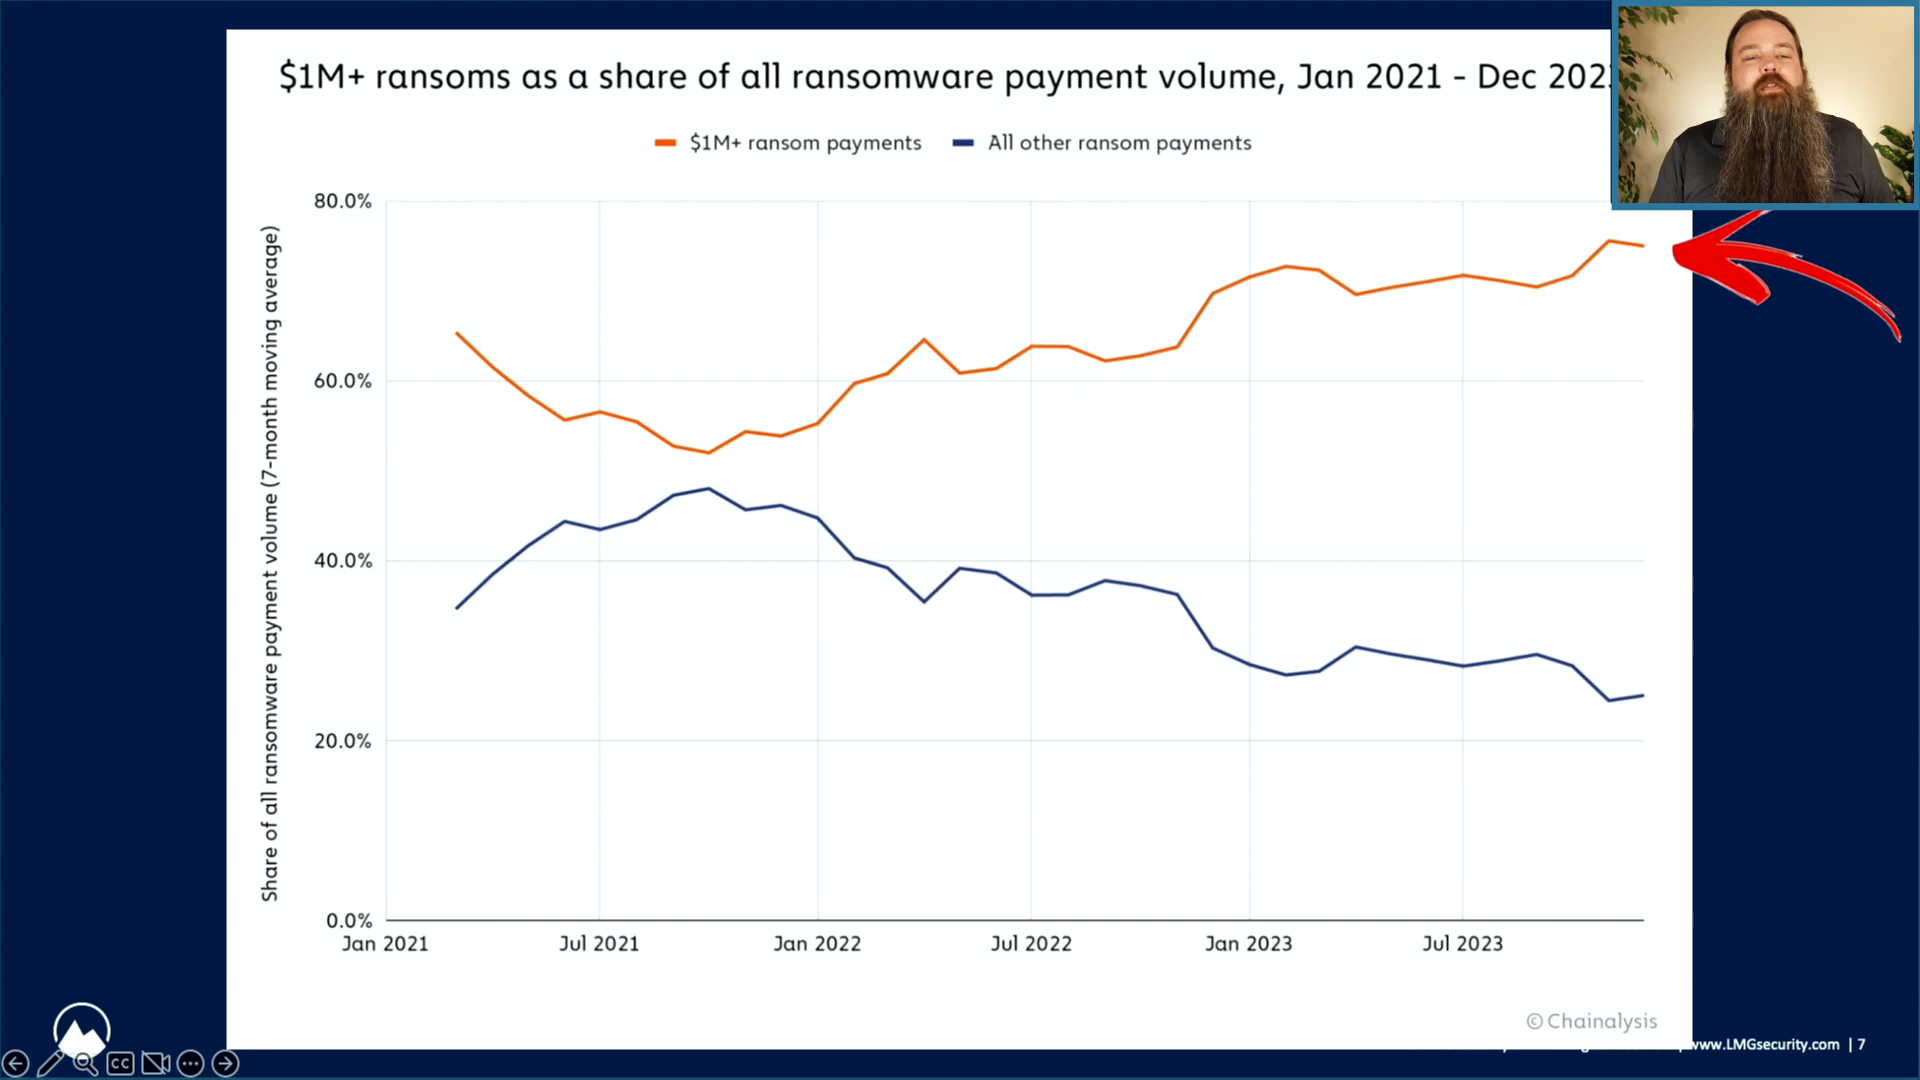 $1M+ ransoms as a share of all ransomware payment volume, Jan 2021 - Dec
$1M+ ransom payments
All other ransom payments
Share of all ransomware payment volume (7-month moving average)
80.0%
60.0%
40.0%
20.0%
0.0%
Jan 2021
Jul 2021
Jan 2022
Jul 2022
Jan 2023
Jul 2023
© Chainalysis
www.LMGsecurity.com | 7
CC